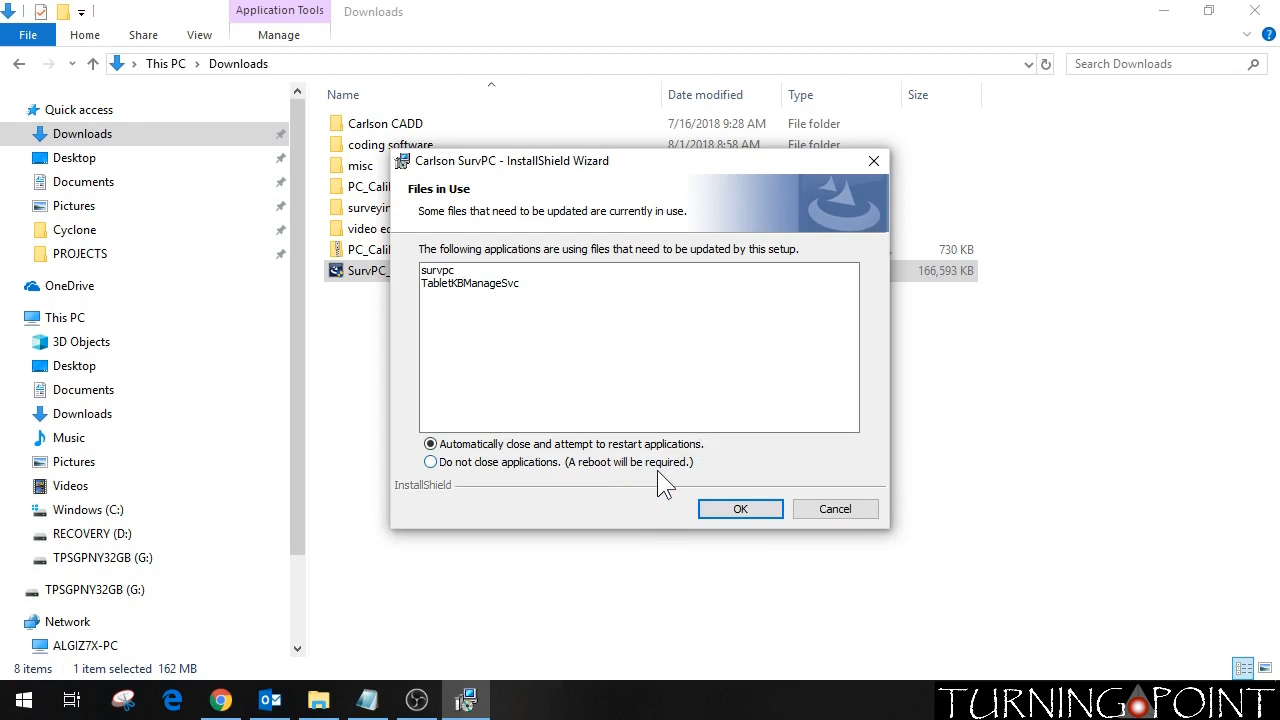 Application Tools
Downloads
File
Home
Share
View
Manage
This PC
Downloads
Search Downloads
Name
Date modified
Type
Size
Quick access
Downloads
Desktop
Documents
Pictures
Cyclone
PROJECTS
OneDrive
This PC
3D Objects
Desktop
Documents
Downloads
Music
Pictures
Videos
Windows (C:)
RECOVERY (D:)
TPSGPNY32GB (G:)
TPSGPNY32GB (G:)
Network
ALGIZ7X-PC
Carlson CADD 7/16/2018 9:28 AM File folder
coding software 8/1/2018 8:58 AM File folder
misc
PC_Cali
surveyin
video ed
PC_Cali 730 KB
SurvPC_ 166,593 KB
Carlson SurvPC - InstallShield Wizard
Files in Use
Some files that need to be updated are currently in use.
The following applications are using files that need to be updated by this setup.
survpc
TabletKBManageSvc
Automatically close and attempt to restart applications.
Do not close applications. (A reboot will be required.)
InstallShield
OK
Cancel
8 items 1 item selected 162 MB
TURNING POINT